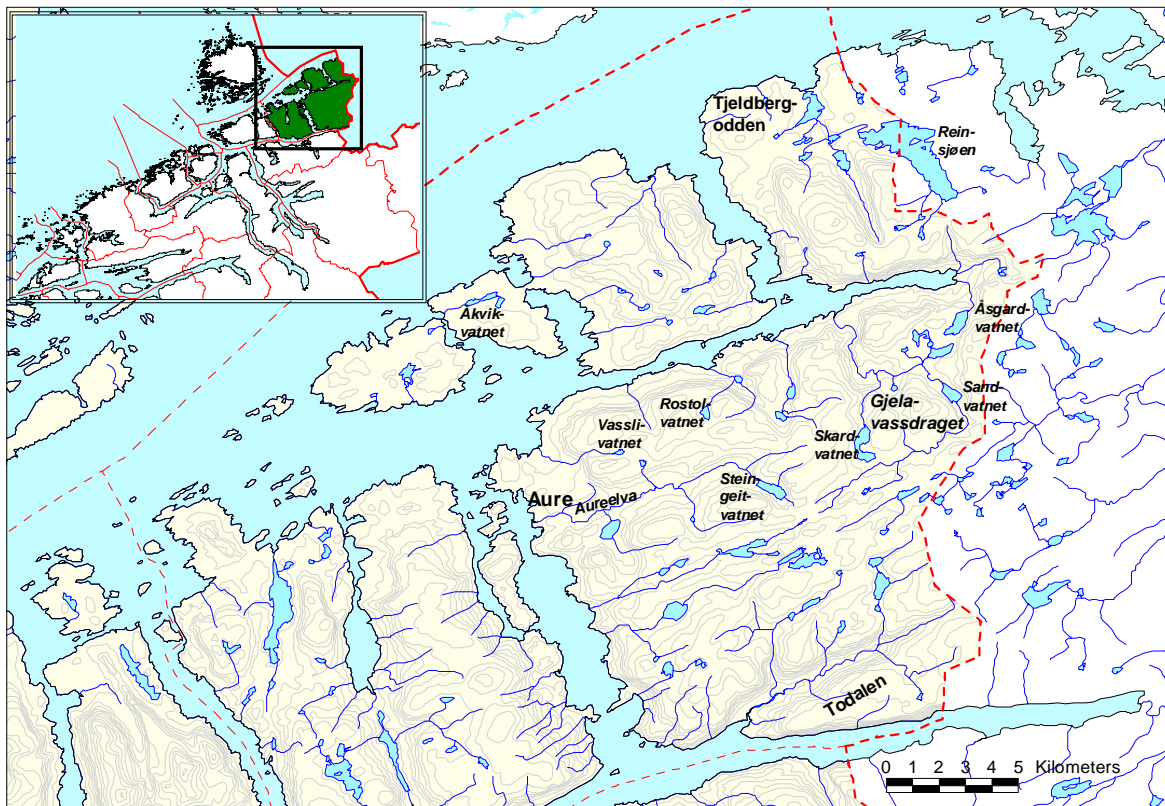 Tjeldberg-
odden
Rein-
sjøen
Åkvik-
vatnet
Åsgard-
vatnet
Sand-
vatnet
Rostol-
vatnet
Gjela-
vassdraget
Vassli-
vatnet
Skard-
vatnet
Stein
geit-
vatnet
Aure
Aureelva
Todalen
0 1 2 3 4 5 Kilometers